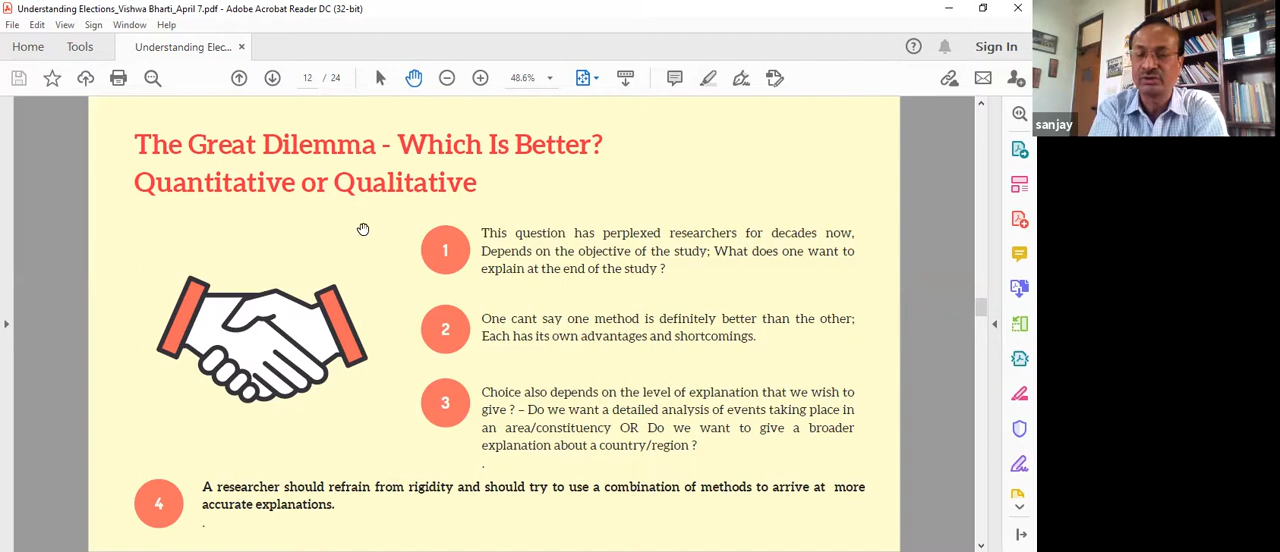 Understanding Elections_Vishwa Bharti_April 7.pdf - Adobe Acrobat Reader DC (32-bit)
File Edit View Sign Window Help
Home Tools Understanding Elec... Sign In
12 / 24 48.6%
The Great Dilemma - Which Is Better?
Quantitative or Qualitative
1
This question has perplexed researchers for decades now,
Depends on the objective of the study; What does one want to
explain at the end of the study ?
2
One cant say one method is definitely better than the other;
Each has its own advantages and shortcomings.
3
Choice also depends on the level of explanation that we wish to
give ? – Do we want a detailed analysis of events taking place in
an area/constituency OR Do we want to give a broader
explanation about a country/region ?
.
4
A researcher should refrain from rigidity and should try to use a combination of methods to arrive at more
accurate explanations.
.
sanjay